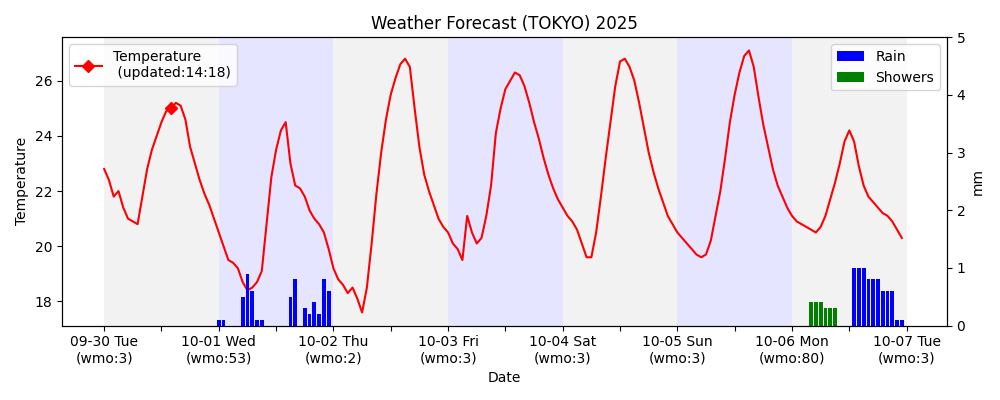 Weather Forecast (TOKYO) 2025
Temperature
(updated:14:18)
Rain
Showers
Temperature
26
24
22
20
18
5
4
3
2
1
0
mm
09-30 Tue
(wmo:3)
10-01 Wed
(wmo:53)
10-02 Thu
(wmo:2)
10-03 Fri
(wmo:3)
10-04 Sat
(wmo:3)
10-05 Sun
(wmo:3)
10-06 Mon
(wmo:80)
10-07 Tue
(wmo:3)
Date